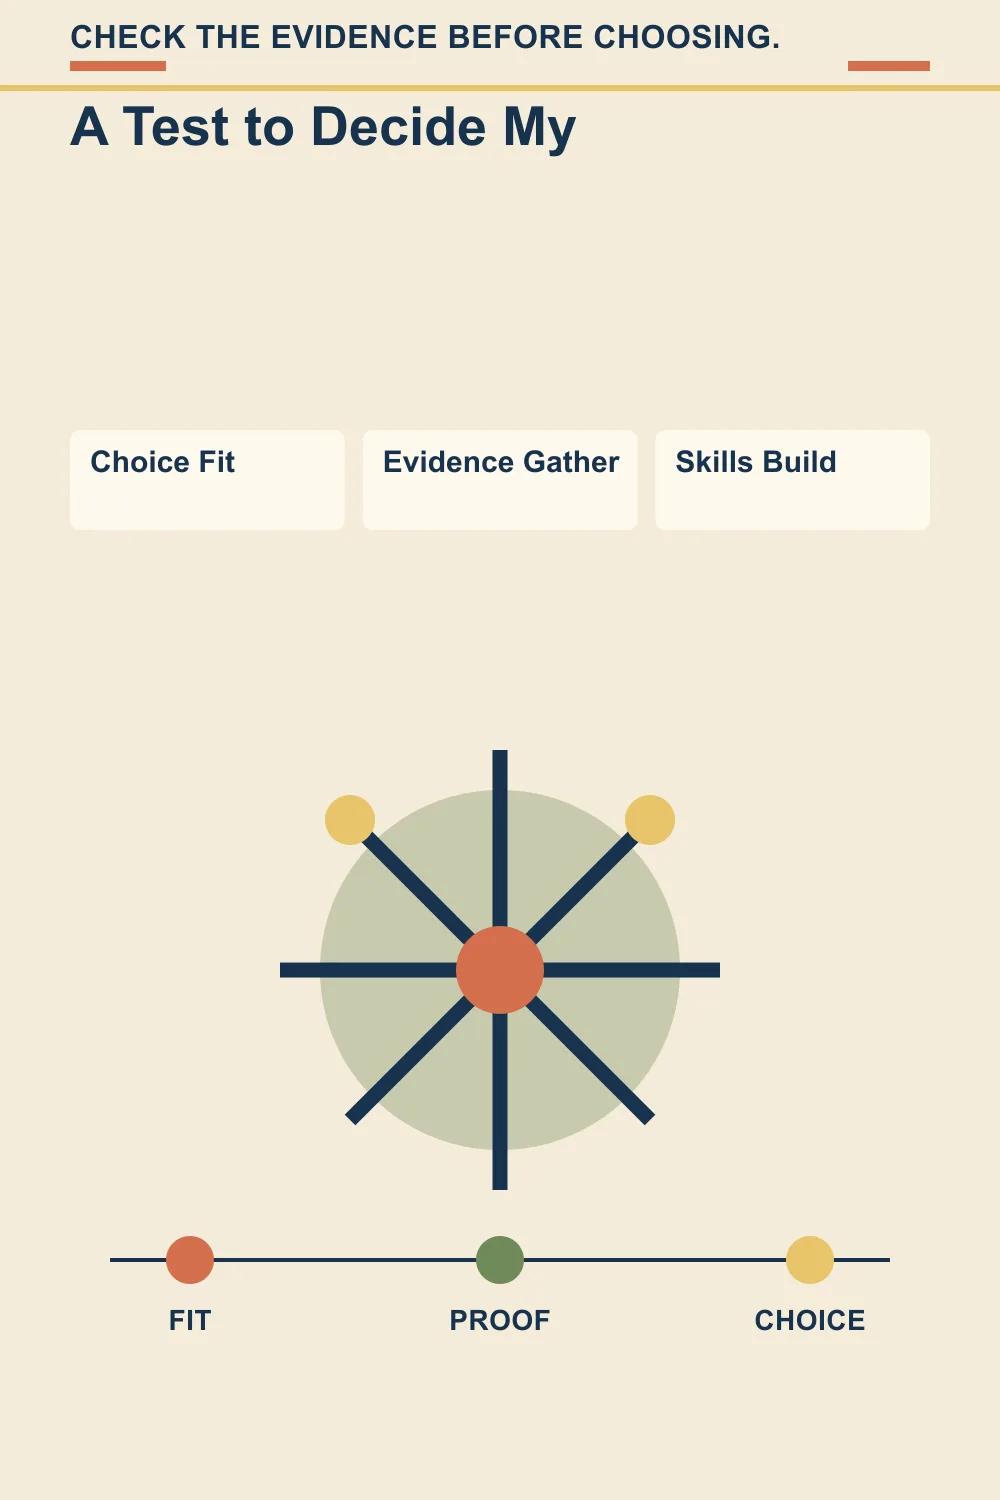 CHECK THE EVIDENCE BEFORE CHOOSING.
A Test to Decide My
Choice Fit
Evidence Gather
Skills Build
FIT
PROOF
CHOICE